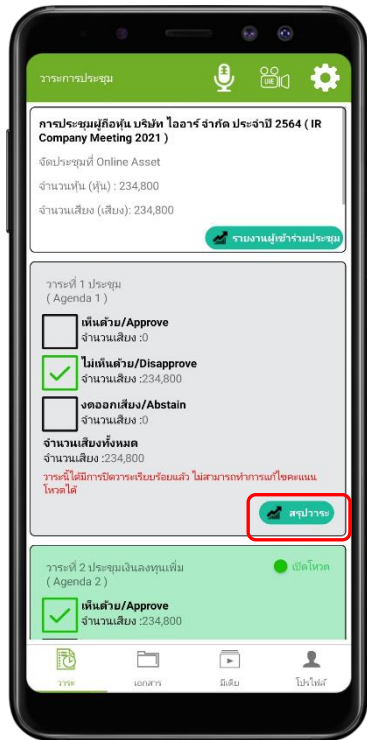 วาระการประชุม
LIVE
การประชุมผู้ถือหุ้น บริษัท ไออาร์ จำกัด ประจำปี 2564 ( IR
Company Meeting 2021 )
จัดประชุมที่ Online Asset
จำนวนหุ้น (หุ้น) : 234,800
จำนวนเสียง (เสียง): 234,800
รายงานผู้เข้าร่วมประชุม
วาระที่ 1 ประชุม
( Agenda 1 )
เห็นด้วย/Approve
จำนวนเสียง :0
ไม่เห็นด้วย/Disapprove
จำนวนเสียง :234,800
งดออกเสียง/Abstain
จำนวนเสียง :0
จำนวนเสียงทั้งหมด
จำนวนเสียง :234,800
วาระนี้ได้มีการปิดวาระเรียบร้อยแล้ว ไม่สามารถทำการแก้ไขคะแนน
โหวตได้
สรุปวาระ
วาระที่ 2 ประชุมเงินลงทุนเพิ่ม
เปิดโหวต
( Agenda 2 )
เห็นด้วย/Approve
จำนวนเสียง :234,800
วาระ เอกสาร มีเดีย โปรไฟล์